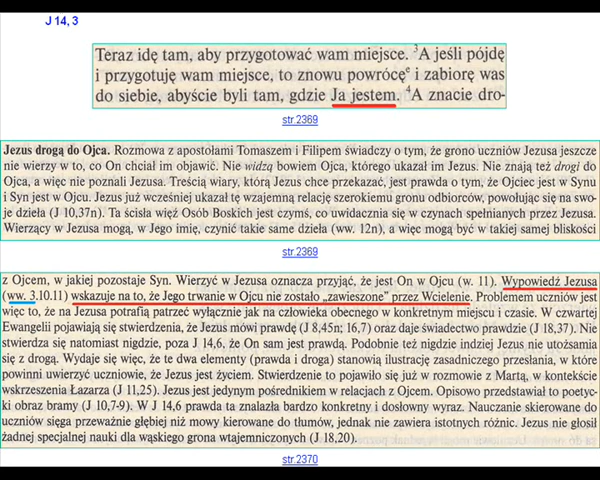 J 14, 3
Teraz idę tam, aby przygotować wam miejsce. ³A jeśli pójdę
i przygotuję wam miejsce, to znowu powrócęᵉ i zabiorę was
do siebie, abyście byli tam, gdzie Ja jestem. ⁴A znacie dro-
str.2369
Jezus drogą do Ojca. Rozmowa z apostołami Tomaszem i Filipem świadczy o tym, że grono uczniów Jezusa jeszcze
nie wierzy w to, co On chciał im objawić. Nie widzą bowiem Ojca, którego ukazał im Jezus. Nie znają też drogi do
Ojca, a więc nie poznali Jezusa. Treścią wiary, którą Jezus chce przekazać, jest prawda o tym, że Ojciec jest w Synu
i Syn jest w Ojcu. Jezus już wcześniej ukazał tę wzajemną relację szerokiemu gronu odbiorców, powołując się na swo-
je dzieła (J 10,37n). Ta ścisła więź Osób Boskich jest czymś, co uwidacznia się w czynach spełnianych przez Jezusa.
Wierzący w Jezusa mogą, w Jego imię, czynić takie same dzieła (ww. 12n), a więc mogą być w takiej samej bliskości
str.2369
z Ojcem, w jakiej pozostaje Syn. Wierzyć w Jezusa oznacza przyjąć, że jest On w Ojcu (w. 11). Wypowiedź Jezusa
(ww. 3.10.11) wskazuje na to, że Jego trwanie w Ojcu nie zostało „zawieszone” przez Wcielenie. Problemem uczniów jest
więc to, że na Jezusa potrafią patrzeć wyłącznie jak na człowieka obecnego w konkretnym miejscu i czasie. W czwartej
Ewangelii pojawiają się stwierdzenia, że Jezus mówi prawdę (J 8,45n; 16,7) oraz daje świadectwo prawdzie (J 18,37). Nie
stwierdza się natomiast nigdzie, poza J 14,6, że On sam jest prawdą. Podobnie też nigdzie indziej Jezus nie utożsamia
się z drogą. Wydaje się więc, że te dwa elementy (prawda i droga) stanowią ilustrację zasadniczego przesłania, w które
powinni uwierzyć uczniowie, że Jezus jest życiem. Stwierdzenie to pojawiło się już w rozmowie z Martą, w kontekście
wskrzeszenia Łazarza (J 11,25). Jezus jest jedynym pośrednikiem w relacjach z Ojcem. Opisowo przedstawiał to poetyc-
ki obraz bramy (J 10,7-9). W J 14,6 prawda ta znalazła bardzo konkretny i dosłowny wyraz. Nauczanie skierowane do
uczniów sięga przeważnie głębiej niż mowy kierowane do tłumów, jednak nie zawiera istotnych różnic. Jezus nie głosił
żadnej specjalnej nauki dla wąskiego grona wtajemniczonych (J 18,20).
str.2370